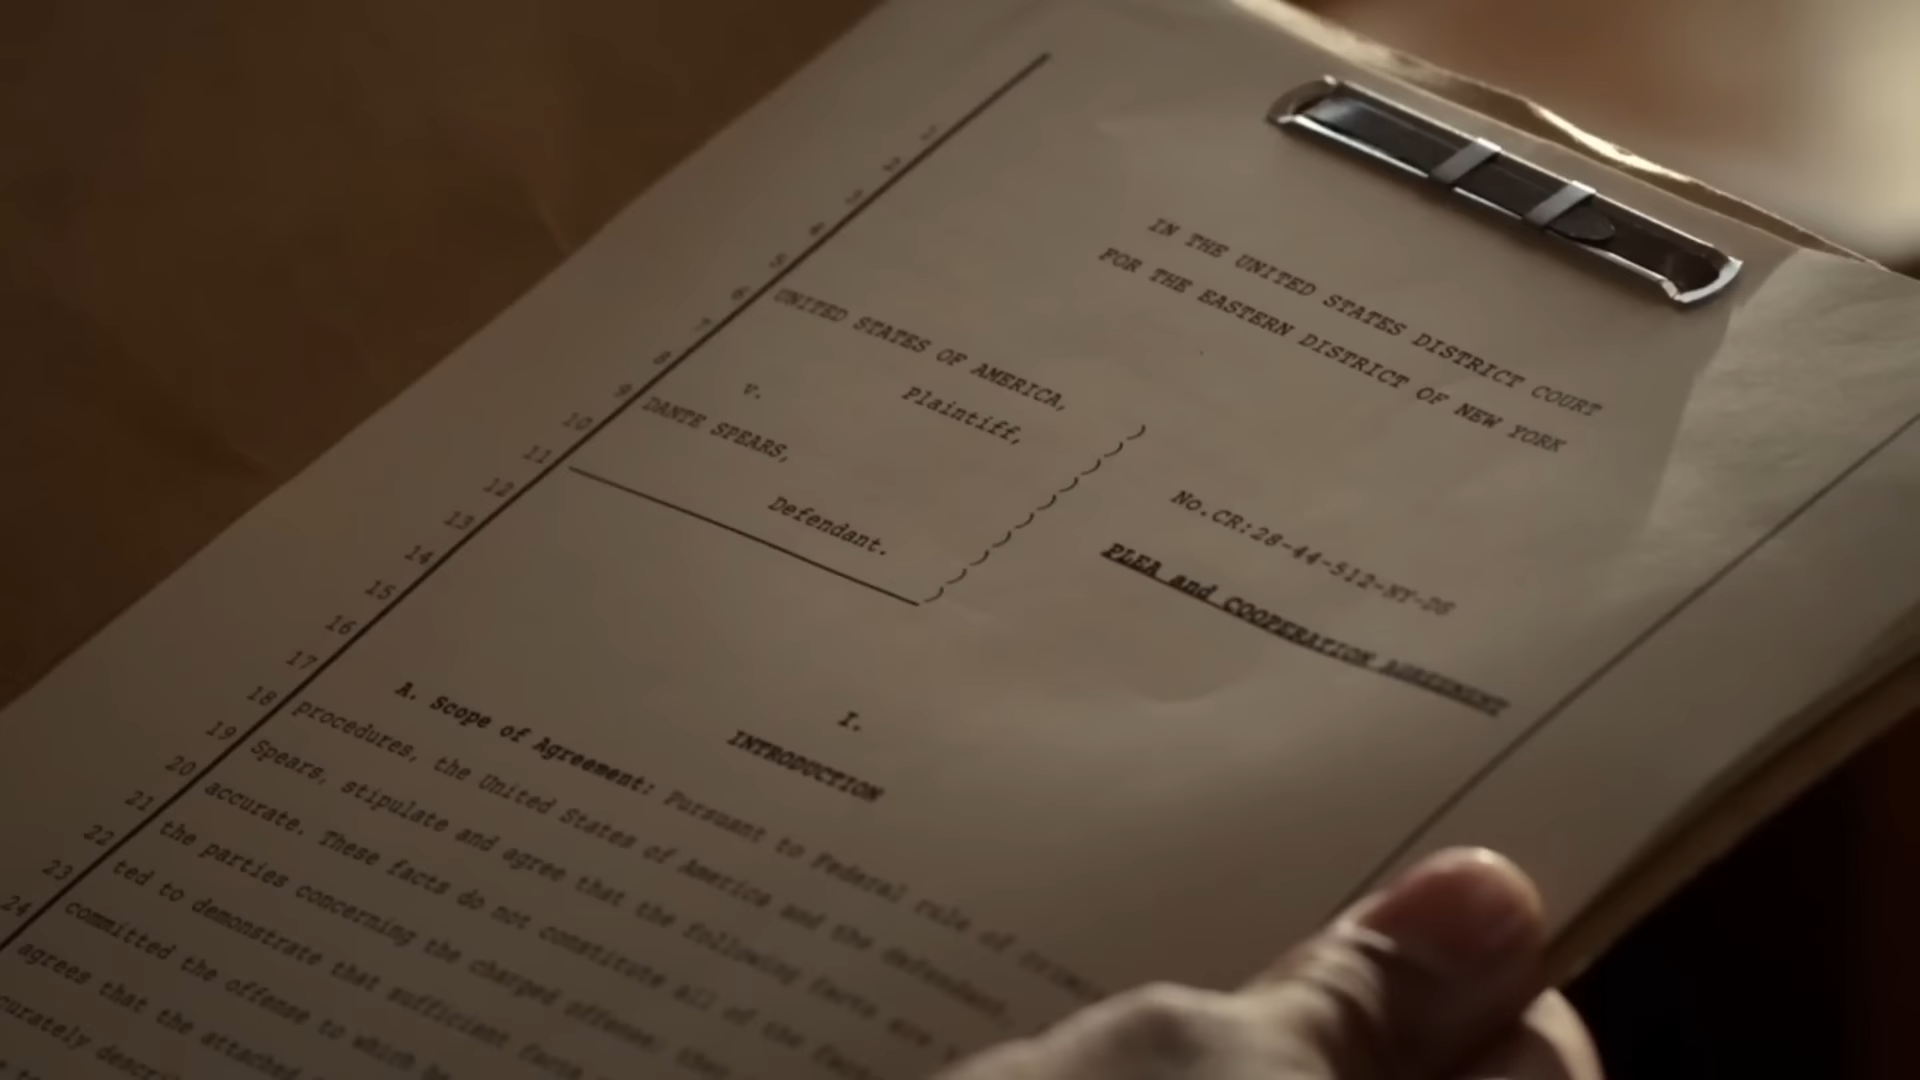 IN THE UNITED STATES DISTRICT COURT
FOR THE EASTERN DISTRICT OF NEW YORK
1
2
3
4
5
6
7
8
9
10
11
12
13
14
15
16
17
18
19
20
21
22
23
24
UNITED STATES OF AMERICA,
Plaintiff,
v.
DANTE SPEARS,
Defendant.
)
)
)
)
)
)
)
)
)
)
)
No.CR:28-44-512-NY-DS
PLEA and COOPERATION AGREEMENT
I.
INTRODUCTION
A. Scope of Agreement: Pursuant to Federal rule of
procedures, the United States of America and the defendant,
Spears, stipulate and agree that the following facts are
accurate. These facts do not constitute all of the facts
the parties concerning the charged offense; they
ted to demonstrate that sufficient facts
committed the offense to which he
agrees that the attached
curately